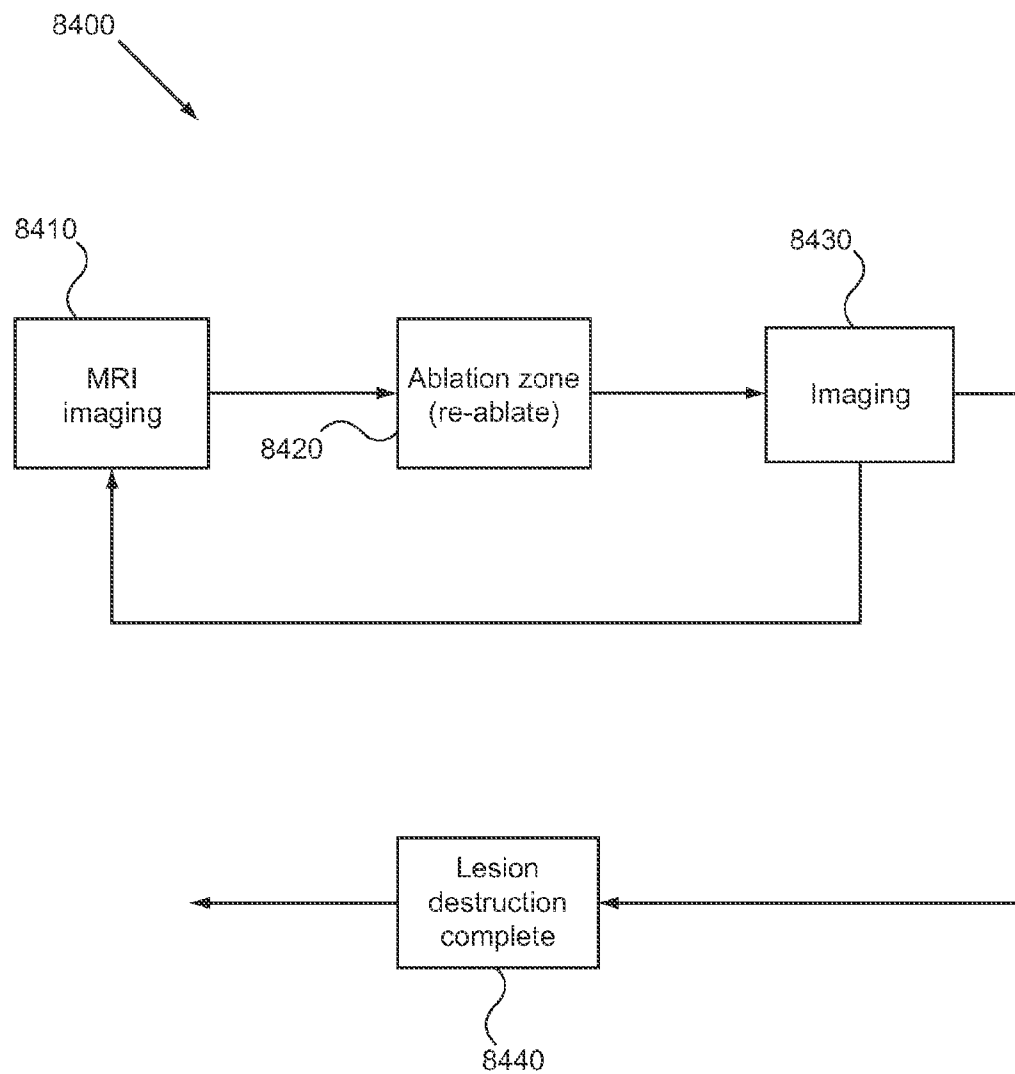 8400
8410
8430
MRI
imaging
Ablation zone
(re-ablate)
Imaging
8420
Lesion
destruction
complete
8440